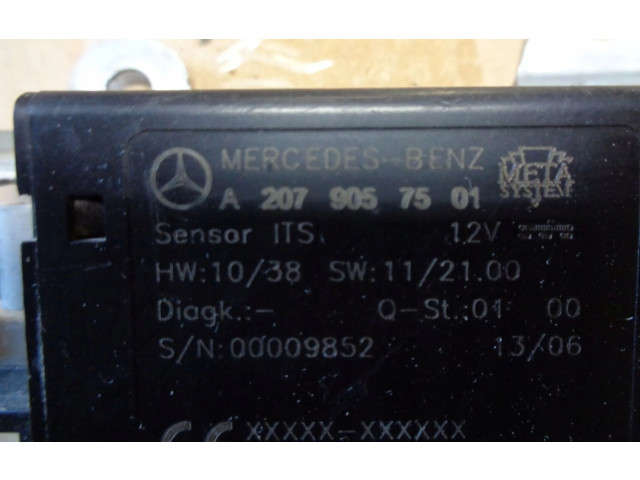 MERCEDES-BENZ
META SYSTEM
A 207 905 75 01
Sensor ITS 12V
HW:10/38 SW:11/21.00
Diagk.:- Q-St.:01 00
S/N:00009852 13/06
CE XXXXX-XXXXXX